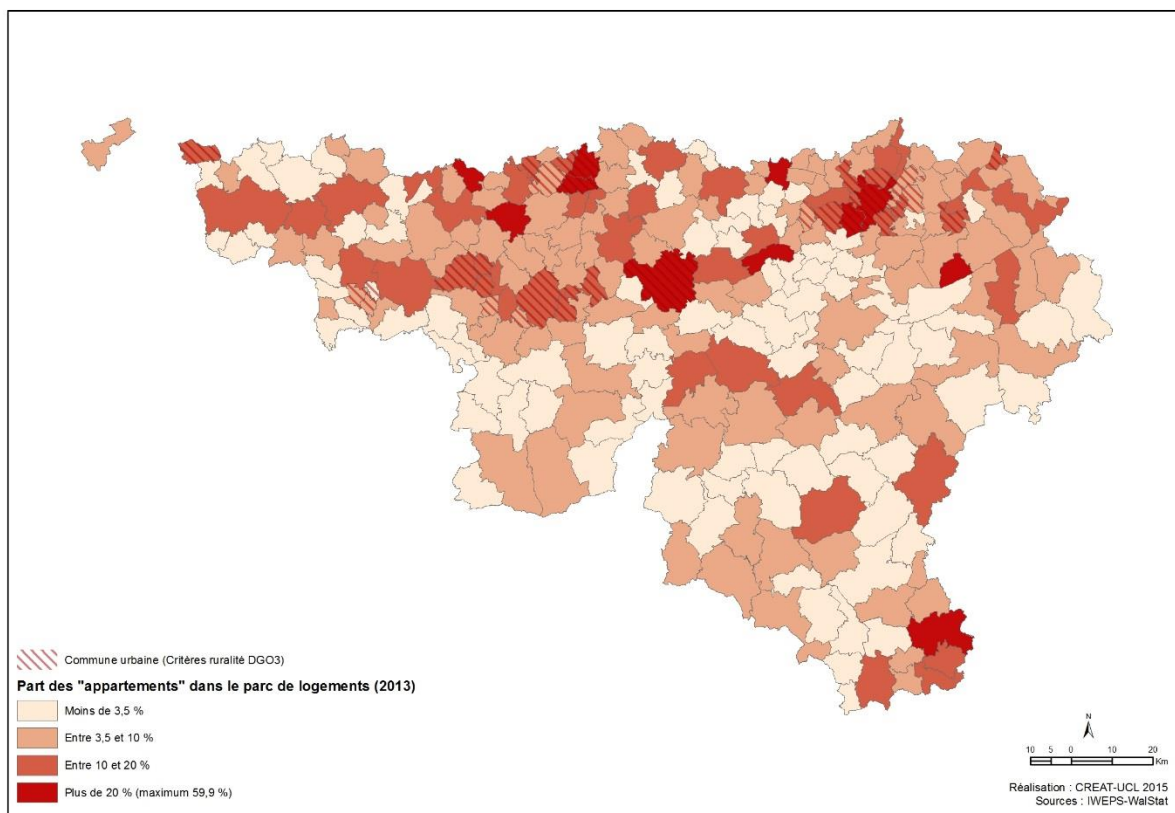 Commune urbaine (Critères ruralité DGO3)
Part des "appartements" dans le parc de logements (2013)
Moins de 3,5 %
Entre 3,5 et 10 %
Entre 10 et 20 %
Plus de 20 % (maximum 59,9 %)
N
10 5 0 10 20
Km
Réalisation : CREAT-UCL 2015
Sources : IWEPS-WalStat